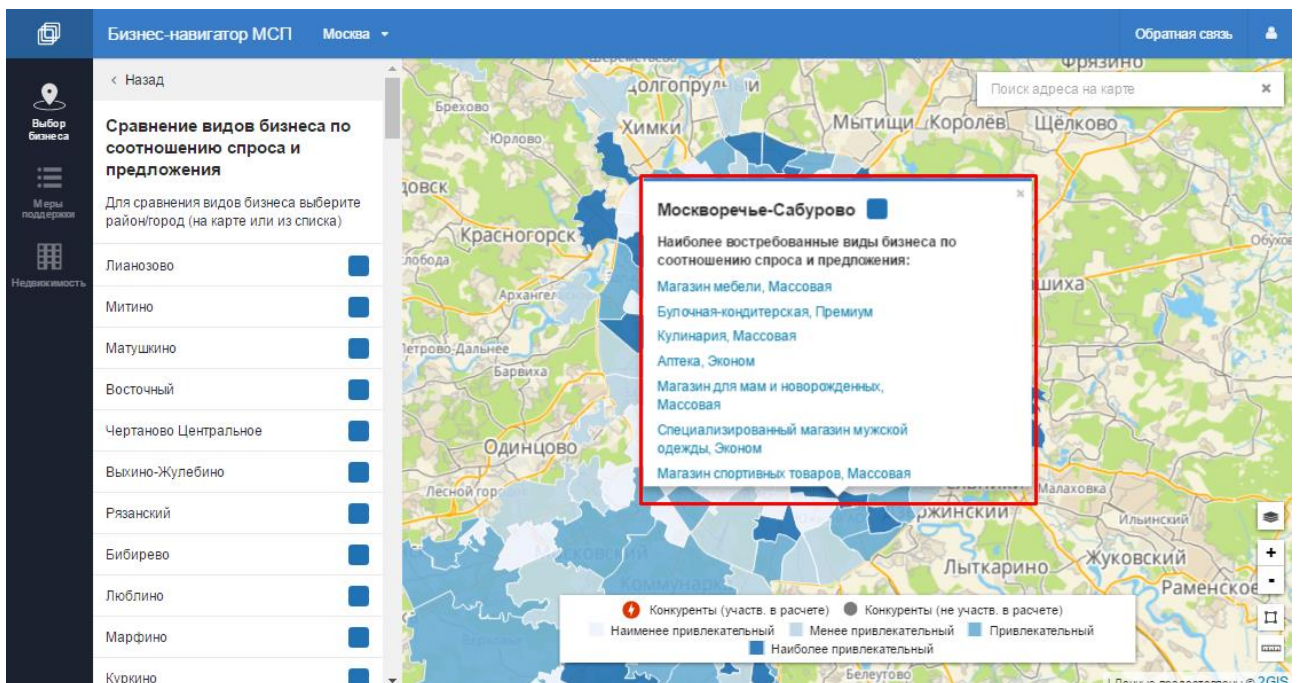 Бизнес-навигатор МСП
Москва
Обратная связь
Выбор
бизнеса
Меры
поддержки
Недвижимость
‹ Назад
Сравнение видов бизнеса по
соотношению спроса и
предложения
Для сравнения видов бизнеса выберите
район/город (на карте или из списка)
Лианозово
Митино
Матушкино
Восточный
Чертаново Центральное
Выхино-Жулебино
Рязанский
Бибирево
Люблино
Марфино
Куркино
Поиск адреса на карте
Фрязино
Брехово
Химки
Мытищи
Королёв
Щёлково
Юрлово
Красногорск
Барвиха
Одинцово
Москворечье-Сабурово
Наиболее востребованные виды бизнеса по
соотношению спроса и предложения:
Магазин мебели, Массовая
Булочная-кондитерская, Премиум
Кулинария, Массовая
Аптека, Эконом
Магазин для мам и новорожденных,
Массовая
Специализированный магазин мужской
одежды, Эконом
Магазин спортивных товаров, Массовая
Малаховка
Ильинский
Лыткарино
Жуковский
Раменское
+
-
Конкуренты (участв. в расчете) Конкуренты (не участв. в расчете)
Наименее привлекательный Менее привлекательный Привлекательный
Наиболее привлекательный
Белеутово
2GIS